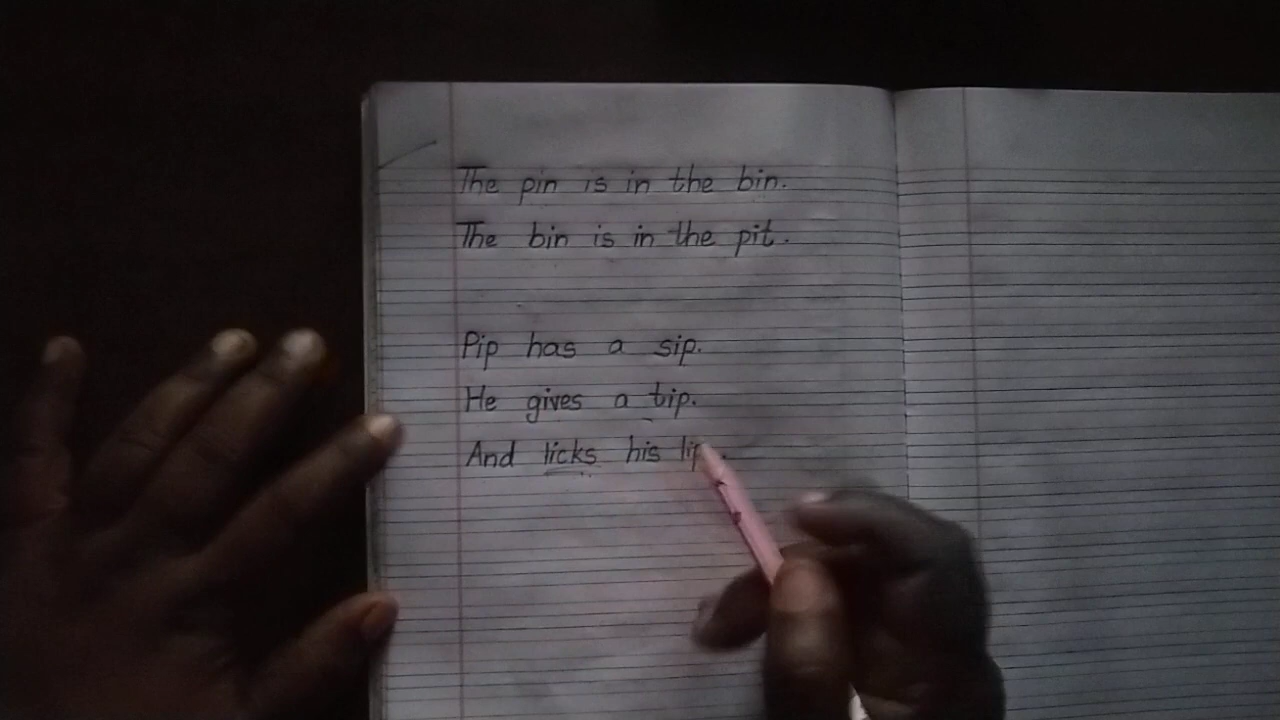 The pin is in the bin.
The bin is in the pit.
Pip has a sip.
He gives a tip.
And licks his lip.